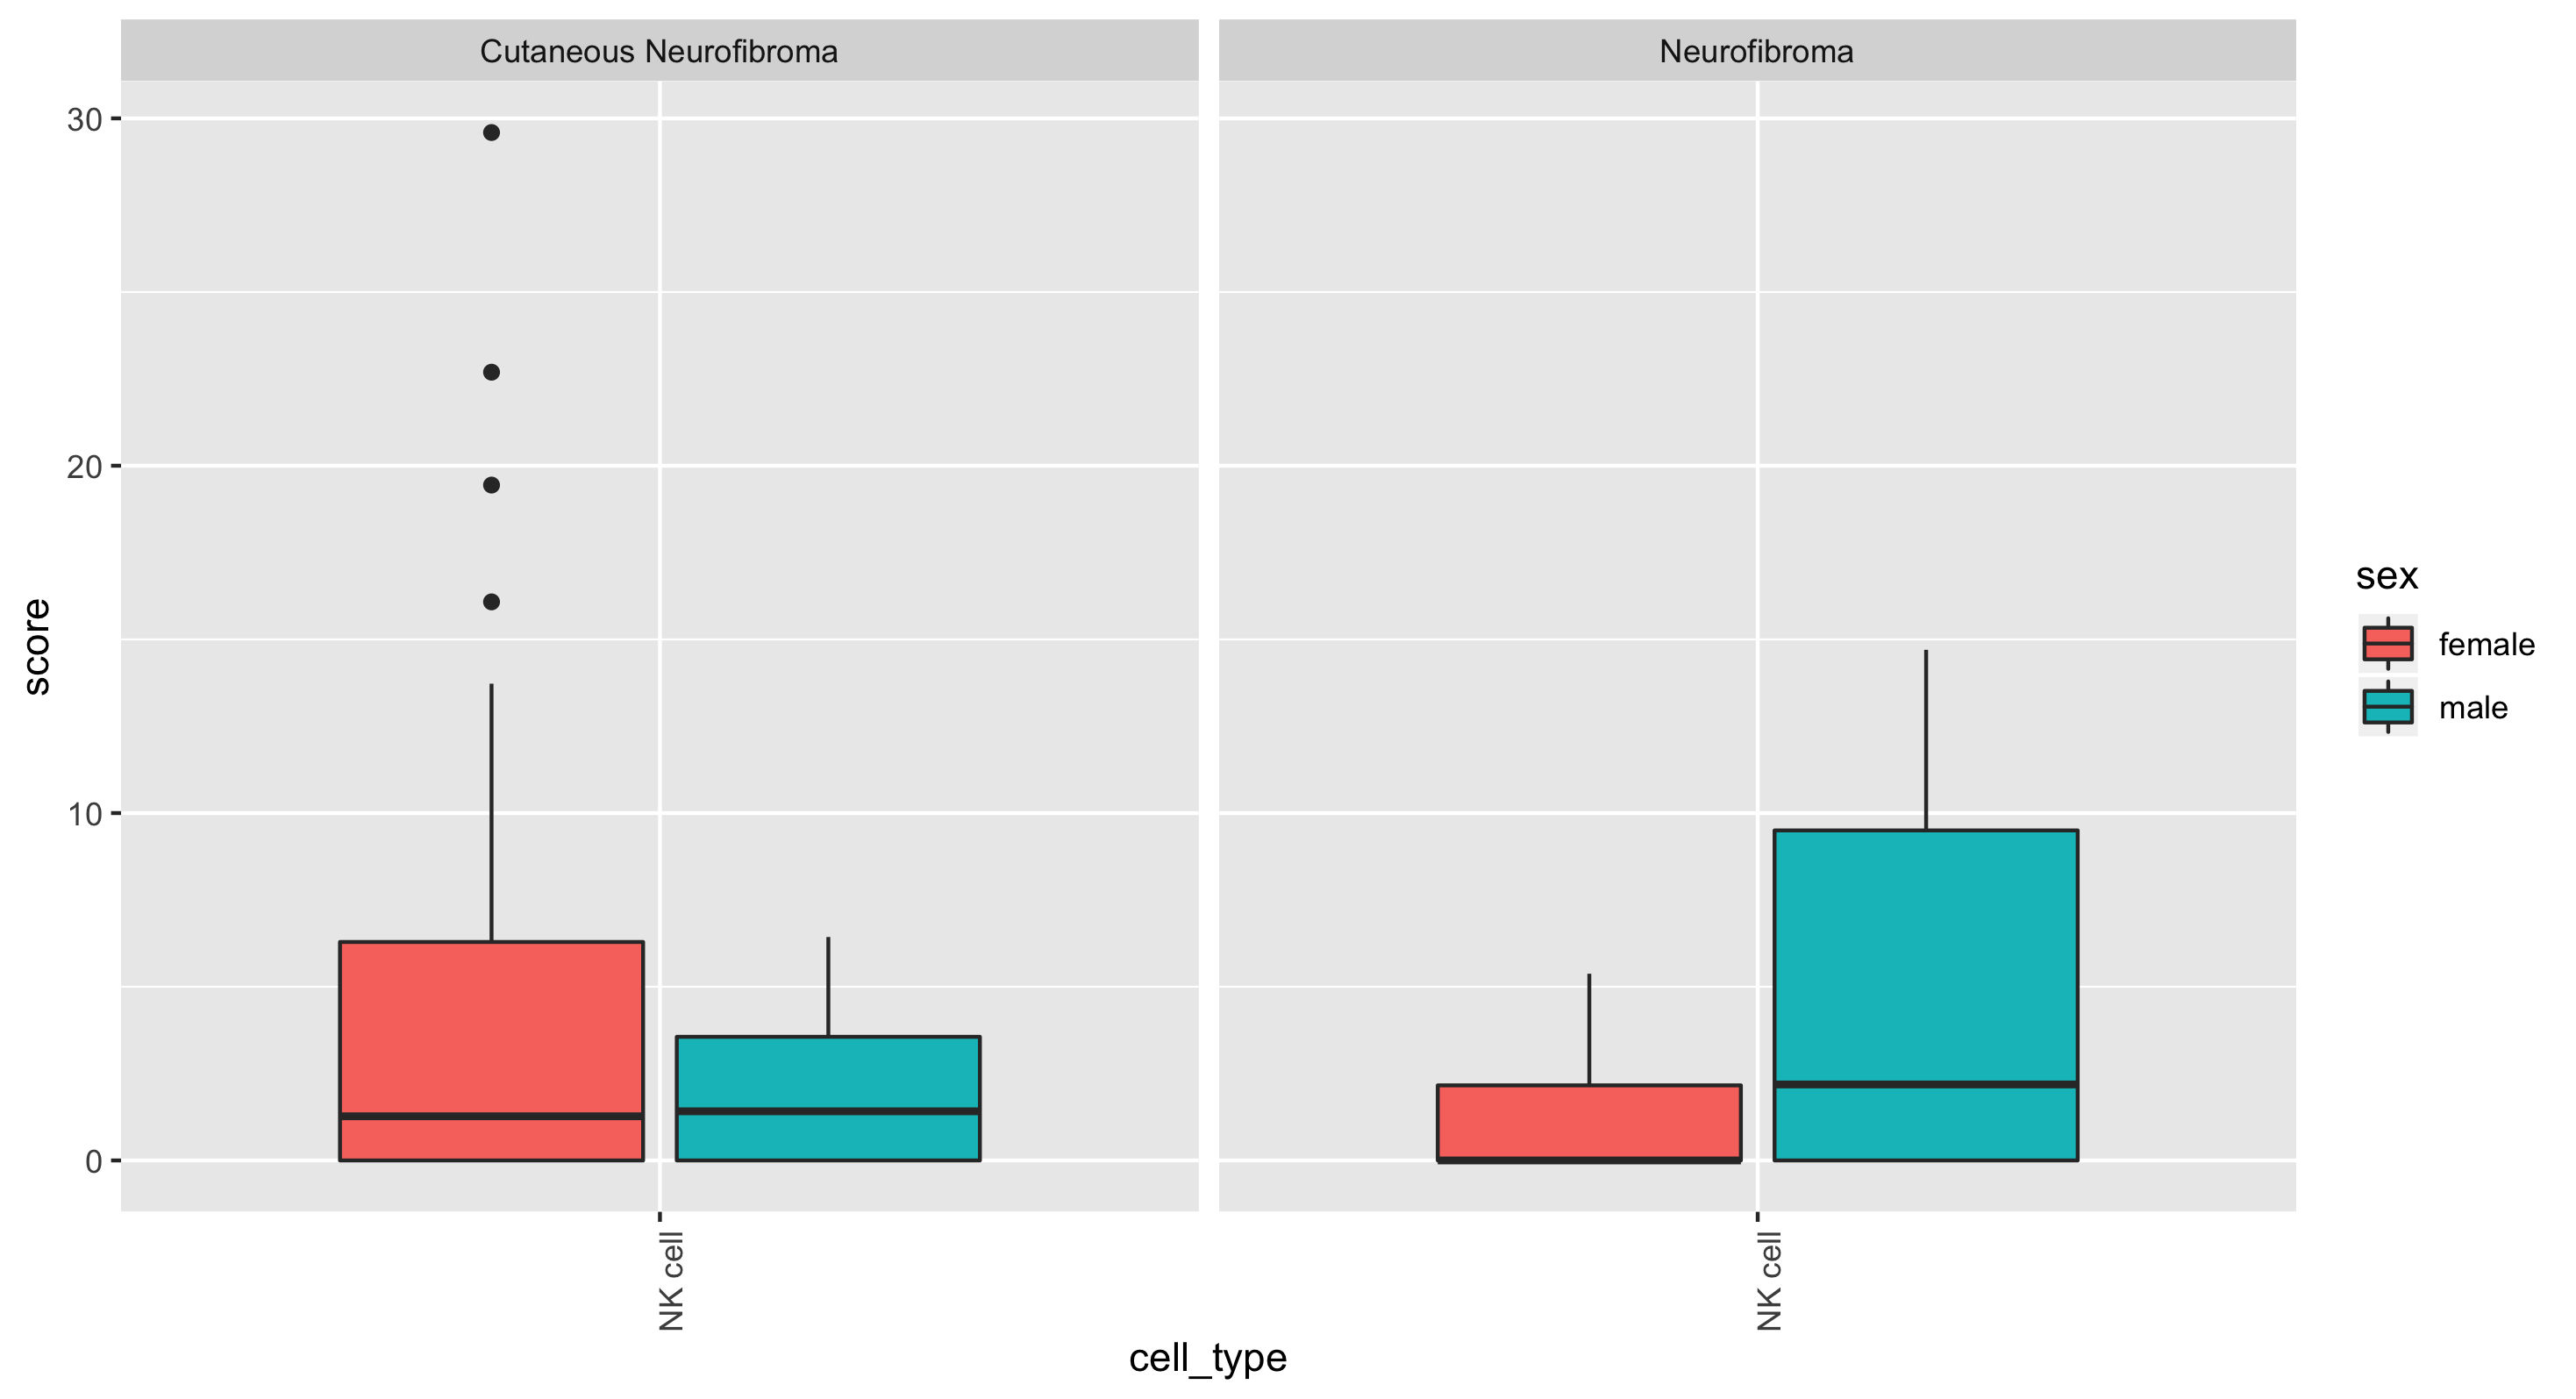 Cutaneous Neurofibroma
Neurofibroma
30
20
10
0
score
NK cell
NK cell
cell_type
sex
female
male